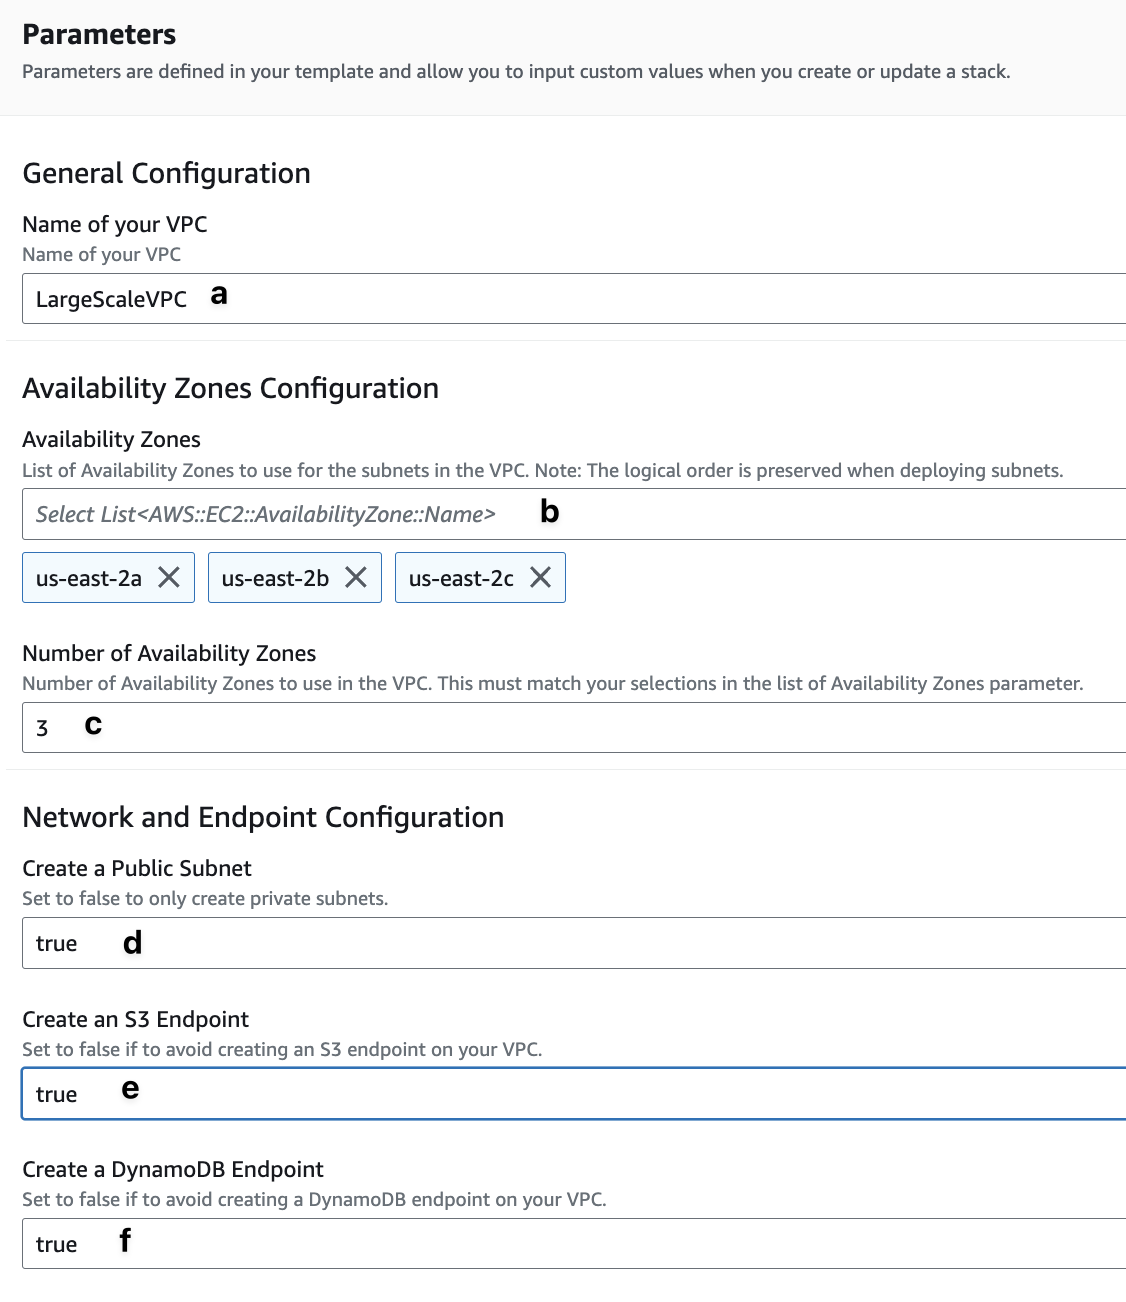 Parameters
Parameters are defined in your template and allow you to input custom values when you create or update a stack.
General Configuration
Name of your VPC
Name of your VPC
LargeScaleVPC a
Availability Zones Configuration
Availability Zones
List of Availability Zones to use for the subnets in the VPC. Note: The logical order is preserved when deploying subnets.
Select List<AWS::EC2::AvailabilityZone::Name> b
us-east-2a us-east-2b us-east-2c
Number of Availability Zones
Number of Availability Zones to use in the VPC. This must match your selections in the list of Availability Zones parameter.
3 c
Network and Endpoint Configuration
Create a Public Subnet
Set to false to only create private subnets.
true d
Create an S3 Endpoint
Set to false if to avoid creating an S3 endpoint on your VPC.
true e
Create a DynamoDB Endpoint
Set to false if to avoid creating a DynamoDB endpoint on your VPC.
true f